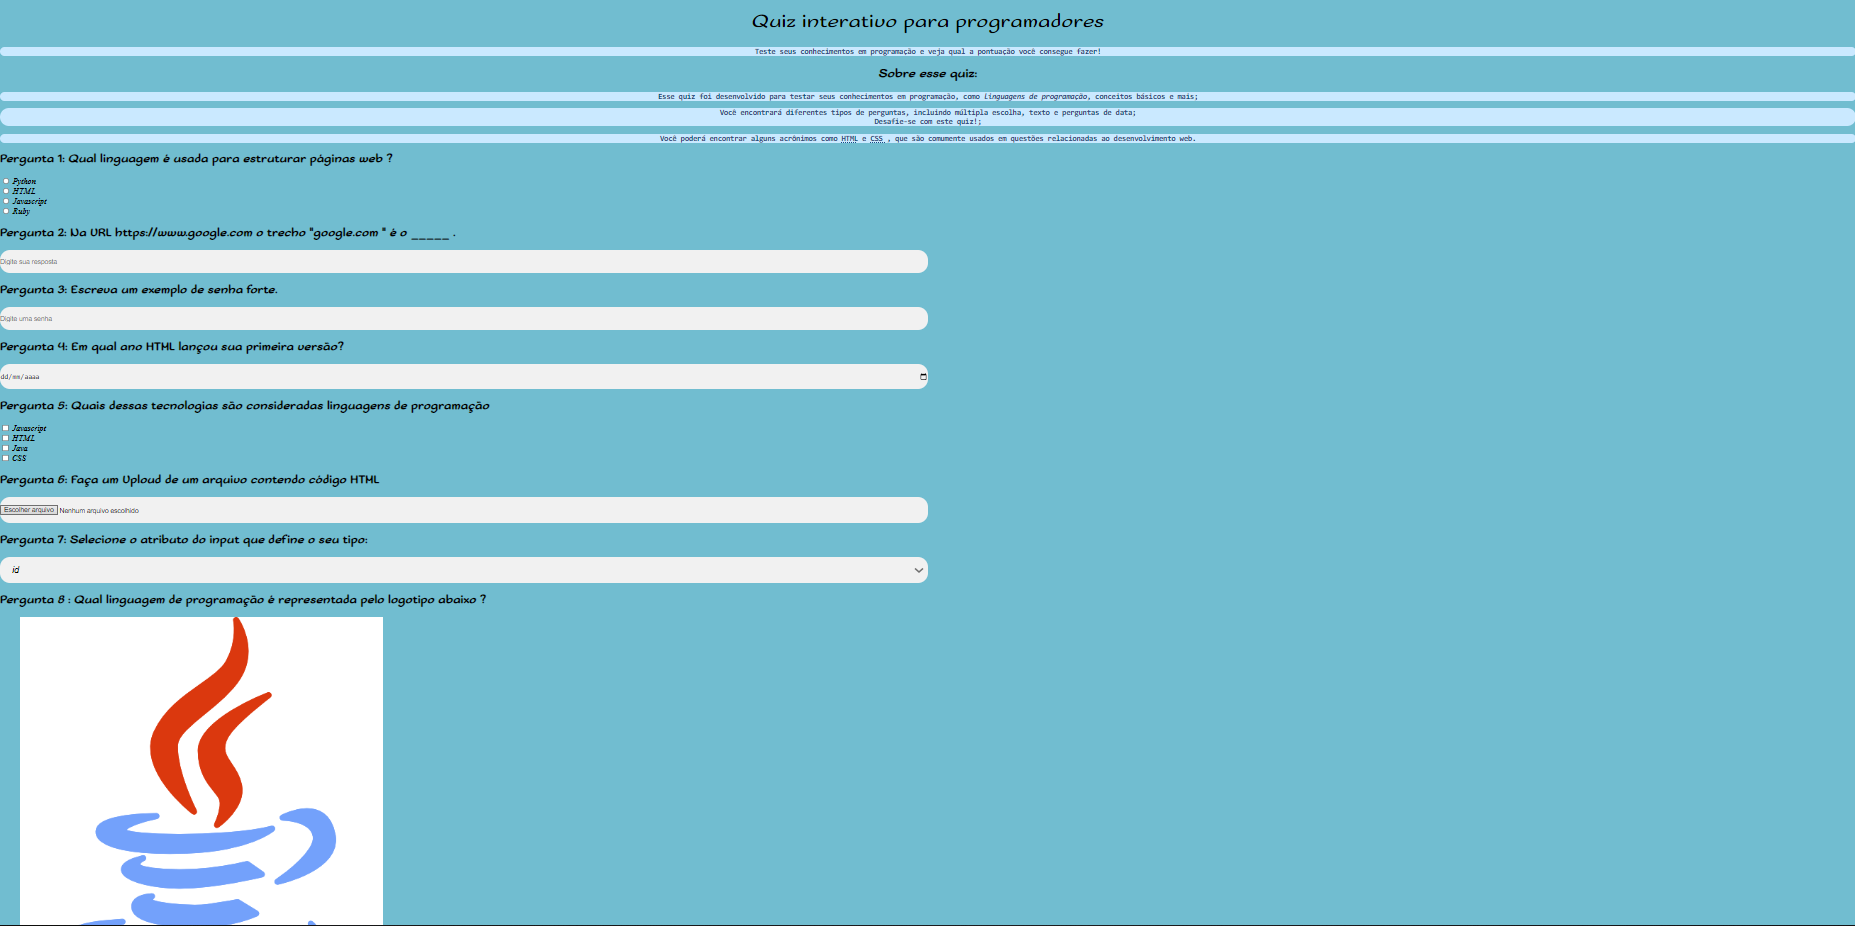 Quiz interativo para programadores
Teste seus conhecimentos em programação e veja qual a pontuação você consegue fazer!
Sobre esse quiz:
Esse quiz foi desenvolvido para testar seus conhecimentos em programação, como linguagens de programação, conceitos básicos e mais;
Você encontrará diferentes tipos de perguntas, incluindo múltipla escolha, texto e perguntas de data;
Desafie-se com este quiz!;
Você poderá encontrar alguns acrônimos como HTML e CSS , que são comumente usados em questões relacionadas ao desenvolvimento web.
Pergunta 1: Qual linguagem é usada para estruturar páginas web ?
Python
HTML
Javascript
Ruby
Pergunta 2: Na URL https://www.google.com o trecho "google.com " é o _____ .
Digite sua resposta
Pergunta 3: Escreva um exemplo de senha forte.
Digite uma senha
Pergunta 4: Em qual ano HTML lançou sua primeira versão?
dd/mm/aaaa
Pergunta 5: Quais dessas tecnologias são consideradas linguagens de programação
Javascript
HTML
Java
CSS
Pergunta 6: Faça um Uploud de um arquivo contendo código HTML
Escolher arquivo Nenhum arquivo escolhido
Pergunta 7: Selecione o atributo do input que define o seu tipo:
id
Pergunta 8 : Qual linguagem de programação é representada pelo logotipo abaixo ?